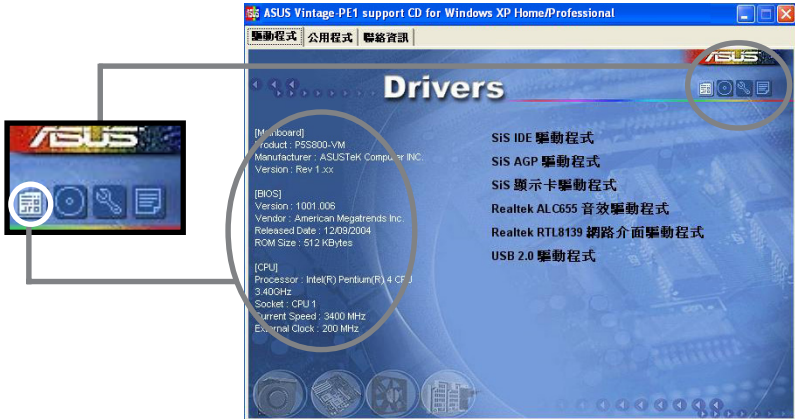 ASUS Vintage-PE1 support CD for Windows XP Home/Professional
驅動程式 公用程式 聯絡資訊
ASUS
Drivers
ASUS
[Mainboard]
Product : P5S800-VM
Manufacturer : ASUSTeK Computer INC.
Version : Rev 1.xx
[BIOS]
Version : 1001.006
Vendor : American Megatrends Inc.
Released Date : 12/09/2004
ROM Size : 512 KBytes
[CPU]
Processor : Intel(R) Pentium(R) 4 CPU
3.40GHz
Socket : CPU 1
Current Speed : 3400 MHz
External Clock : 200 MHz
SiS IDE 驅動程式
SiS AGP 驅動程式
SiS 顯示卡驅動程式
Realtek ALC655 音效驅動程式
Realtek RTL8139 網路介面驅動程式
USB 2.0 驅動程式